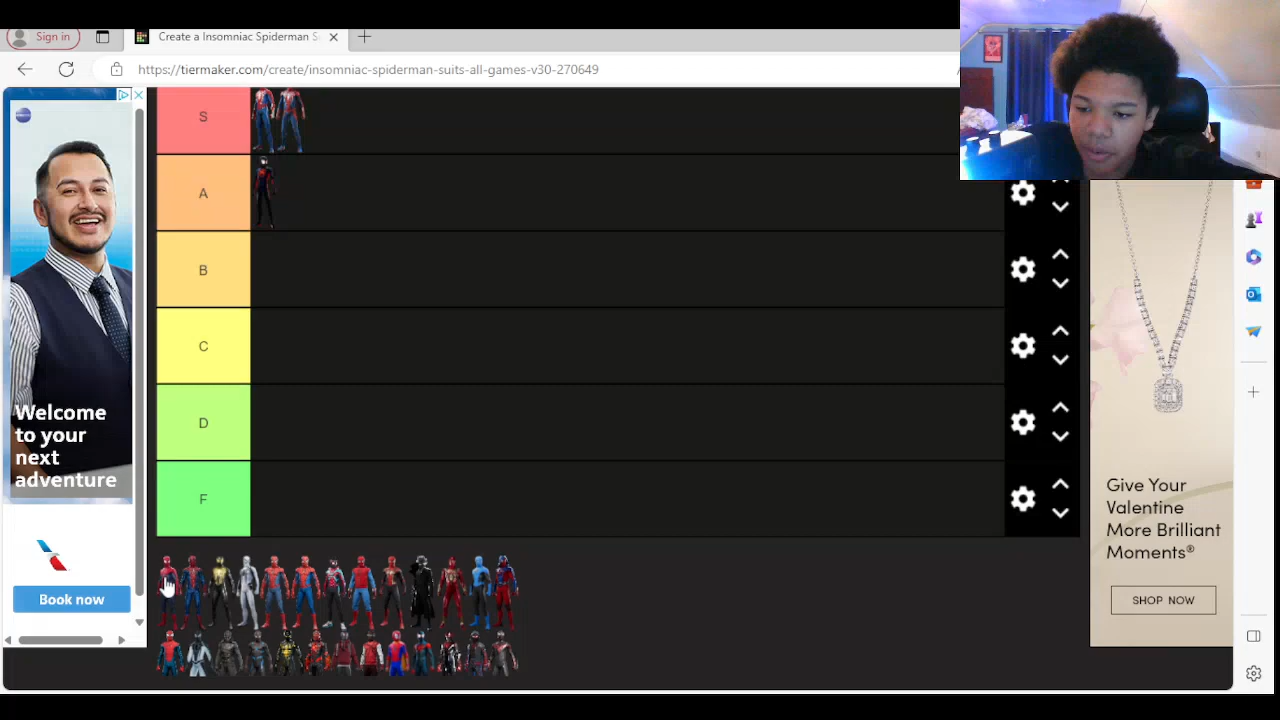 Sign in
Create a Insomniac Spiderman S
https://tiermaker.com/create/insomniac-spiderman-suits-all-games-v30-270649
S
A
B
C
D
F
Welcome
to your
next
adventure
Book now
Give Your
Valentine
More Brilliant
Moments®
SHOP NOW